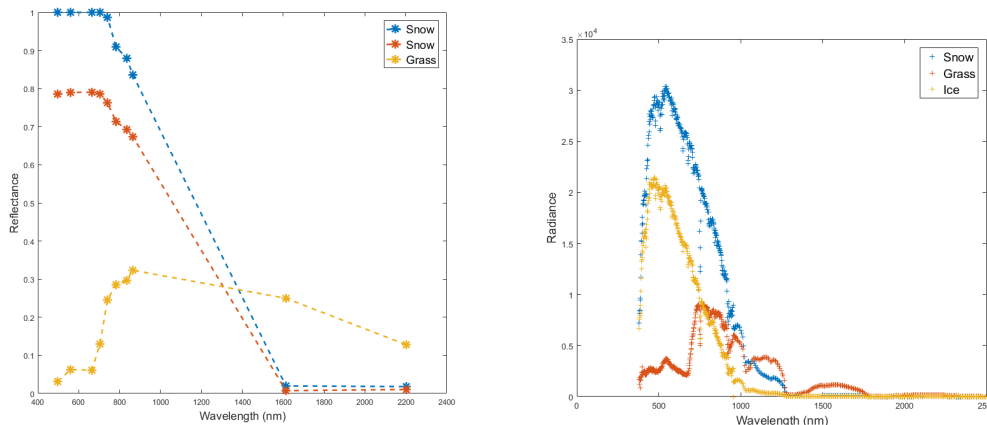 1
0.9
0.8
0.7
0.6
0.5
0.4
0.3
0.2
0.1
0
Reflectance
Snow
Snow
Grass
400 600 800 1000 1200 1400 1600 1800 2000 2200 2400
Wavelength (nm)
×10⁴
3.5
3
2.5
2
1.5
1
0.5
0
Radiance
Snow
Grass
Ice
0 500 1000 1500 2000 2500
Wavelength (nm)